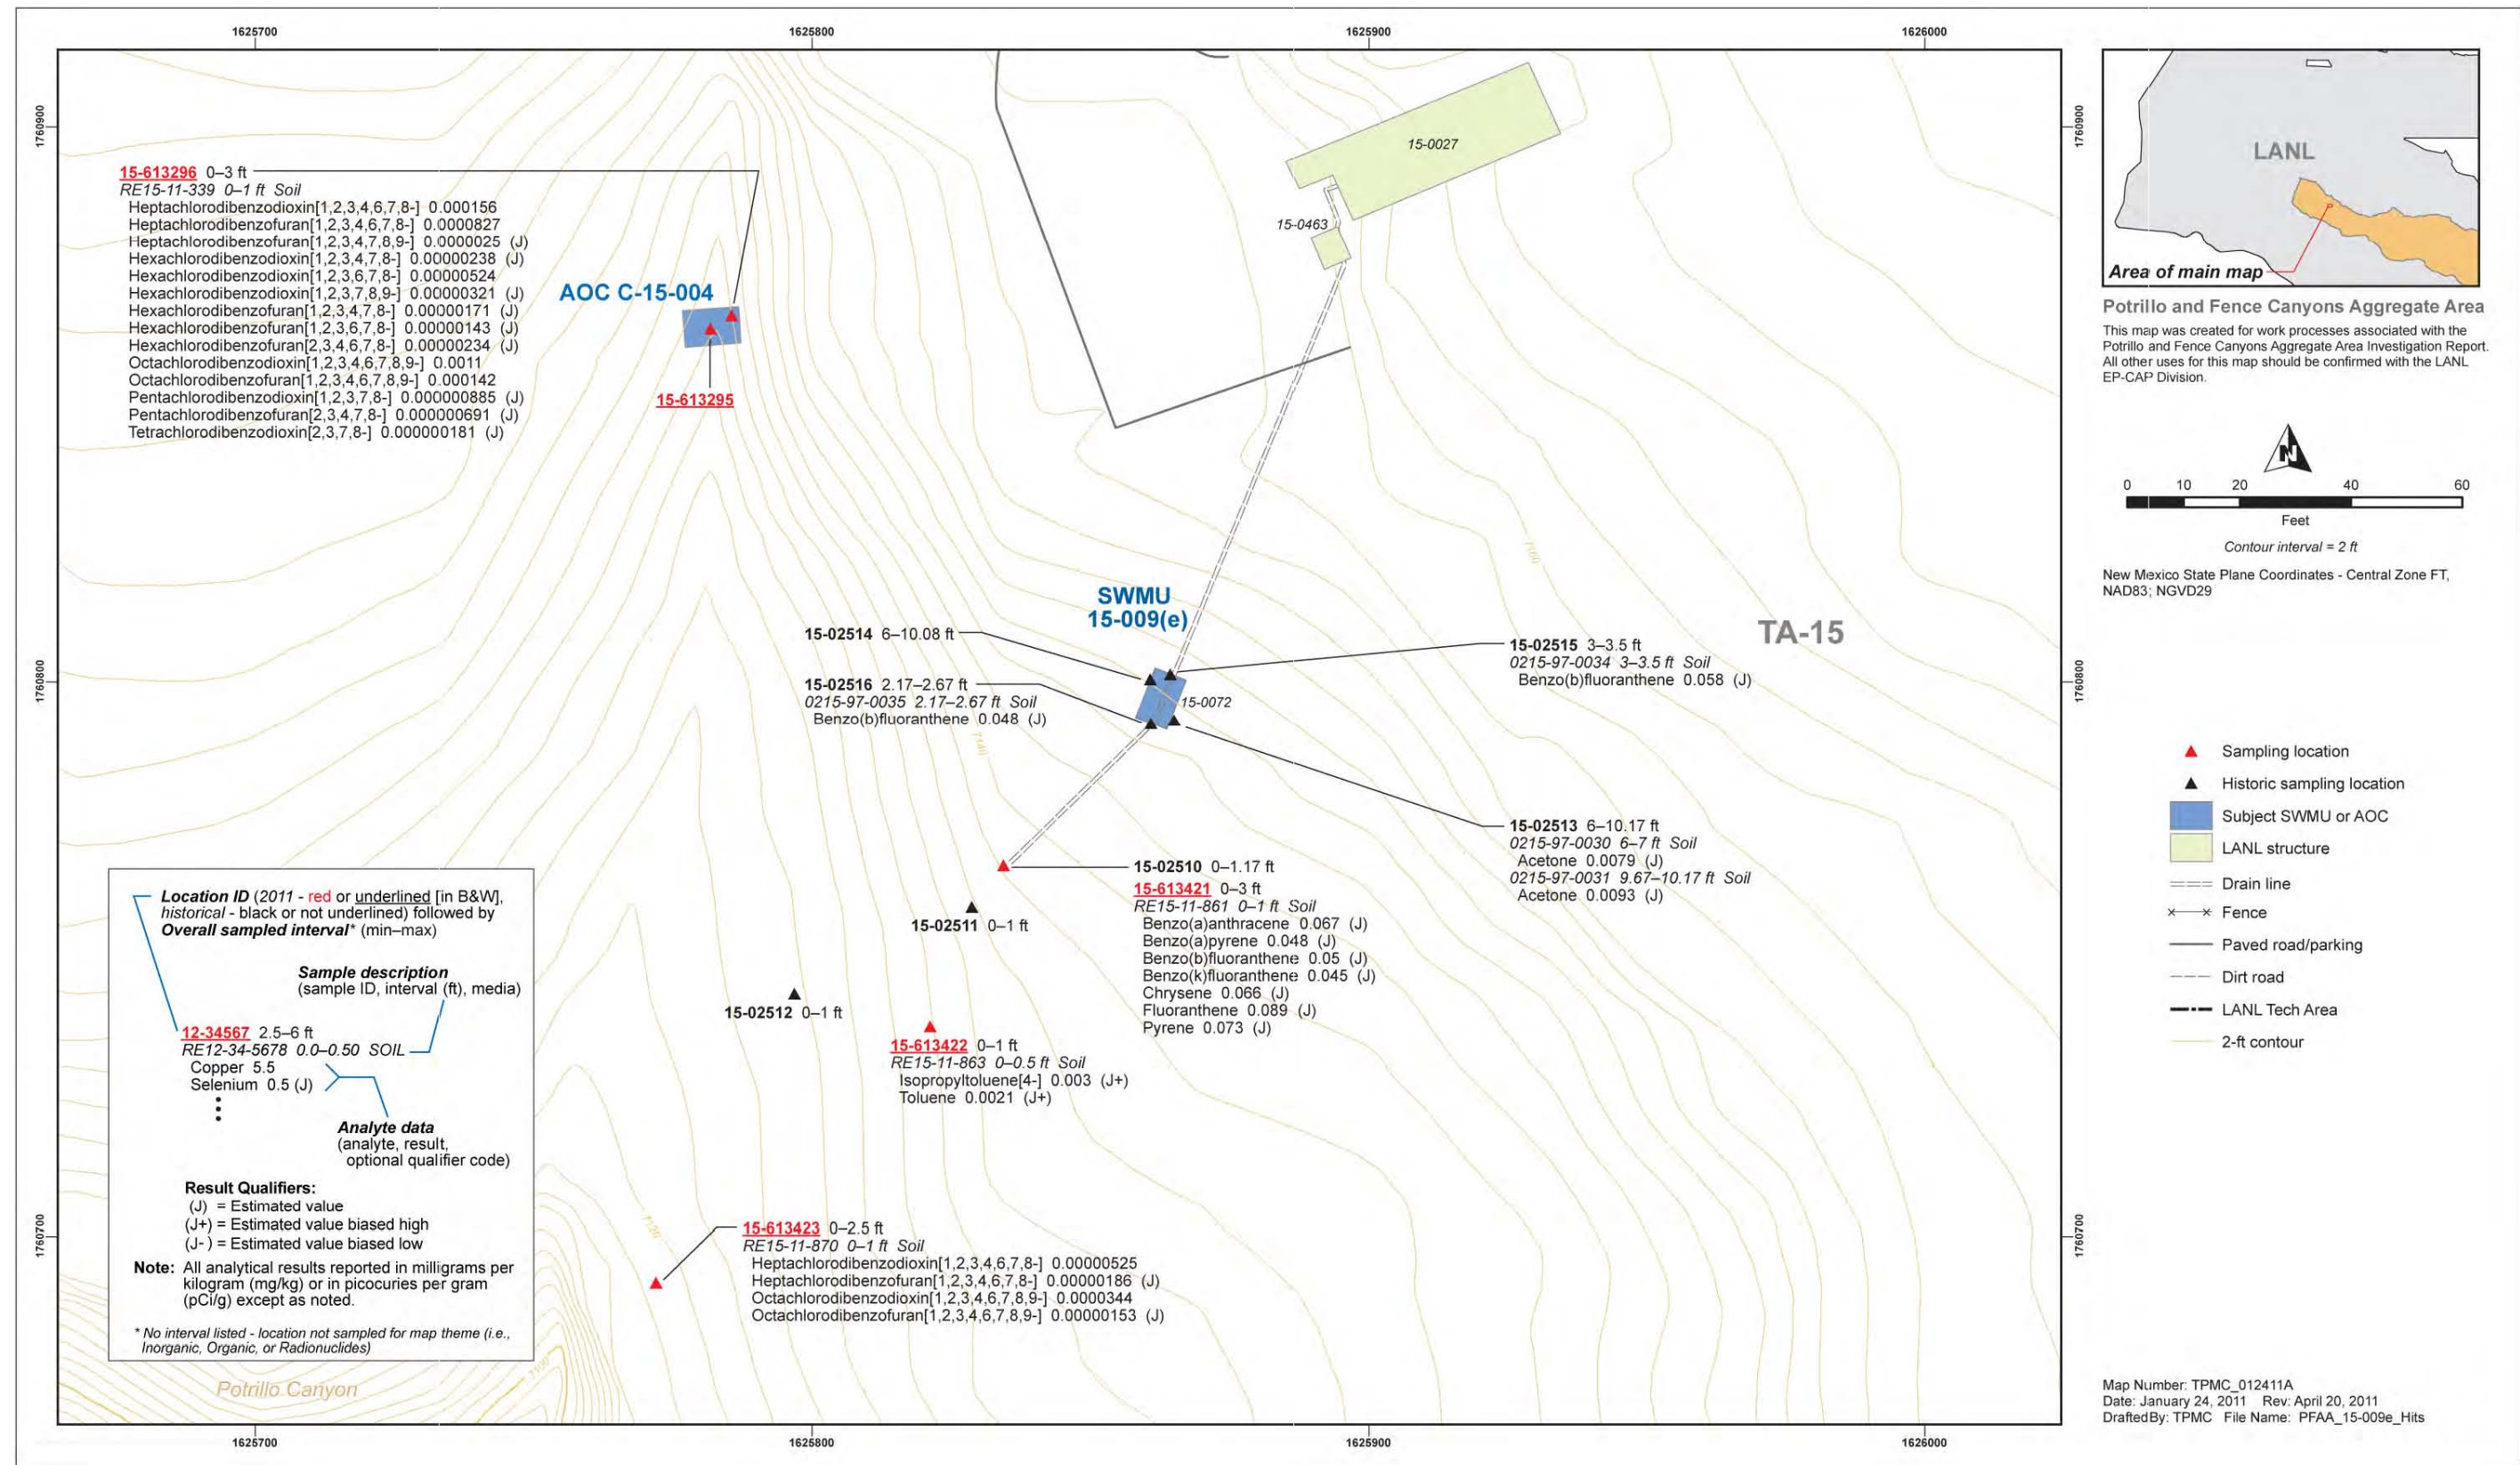 1625700
1625800
1625900
1626000
1760900
1760900
15-613296 0–3 ft
RE15-11-339 0–1 ft Soil
Heptachlorodibenzodioxin[1,2,3,4,6,7,8-] 0.000156
Heptachlorodibenzofuran[1,2,3,4,6,7,8-] 0.0000827
Heptachlorodibenzofuran[1,2,3,4,7,8,9-] 0.0000025 (J)
Hexachlorodibenzodioxin[1,2,3,4,7,8-] 0.00000238 (J)
Hexachlorodibenzodioxin[1,2,3,6,7,8-] 0.00000524
Hexachlorodibenzodioxin[1,2,3,7,8,9-] 0.00000321 (J)
Hexachlorodibenzofuran[1,2,3,4,7,8-] 0.00000171 (J)
Hexachlorodibenzofuran[1,2,3,6,7,8-] 0.00000143 (J)
Hexachlorodibenzofuran[2,3,4,6,7,8-] 0.00000234 (J)
Octachlorodibenzodioxin[1,2,3,4,6,7,8,9-] 0.0011
Octachlorodibenzofuran[1,2,3,4,6,7,8,9-] 0.000142
Pentachlorodibenzodioxin[1,2,3,7,8-] 0.000000885 (J)
Pentachlorodibenzofuran[2,3,4,7,8-] 0.000000691 (J)
Tetrachlorodibenzodioxin[2,3,7,8-] 0.000000181 (J)
AOC C-15-004
15-613295
15-0027
15-0463
7160
SWMU
15-009(e)
TA-15
15-02514 6–10.08 ft
15-02516 2.17–2.67 ft
0215-97-0035 2.17–2.67 ft Soil
Benzo(b)fluoranthene 0.048 (J)
15-0072
15-02515 3–3.5 ft
0215-97-0034 3–3.5 ft Soil
Benzo(b)fluoranthene 0.058 (J)
1760800
1760800
7140
15-02513 6–10.17 ft
0215-97-0030 6–7 ft Soil
Acetone 0.0079 (J)
0215-97-0031 9.67–10.17 ft Soil
Acetone 0.0093 (J)
15-02510 0–1.17 ft
15-613421 0–3 ft
RE15-11-861 0–1 ft Soil
Benzo(a)anthracene 0.067 (J)
Benzo(a)pyrene 0.048 (J)
Benzo(b)fluoranthene 0.05 (J)
Benzo(k)fluoranthene 0.045 (J)
Chrysene 0.066 (J)
Fluoranthene 0.089 (J)
Pyrene 0.073 (J)
15-02511 0–1 ft
15-02512 0–1 ft
15-613422 0–1 ft
RE15-11-863 0–0.5 ft Soil
Isopropyltoluene[4-] 0.003 (J+)
Toluene 0.0021 (J+)
15-613423 0–2.5 ft
RE15-11-870 0–1 ft Soil
Heptachlorodibenzodioxin[1,2,3,4,6,7,8-] 0.00000525
Heptachlorodibenzofuran[1,2,3,4,6,7,8-] 0.00000186 (J)
Octachlorodibenzodioxin[1,2,3,4,6,7,8,9-] 0.0000344
Octachlorodibenzofuran[1,2,3,4,6,7,8,9-] 0.00000153 (J)
1760700
1760700
7120
7100
Potrillo Canyon
Location ID (2011 - red or underlined [in B&W],
historical - black or not underlined) followed by
Overall sampled interval* (min–max)
Sample description
(sample ID, interval (ft), media)
12-34567 2.5–6 ft
RE12-34-5678 0.0–0.50 SOIL
Copper 5.5
Selenium 0.5 (J)
Analyte data
(analyte, result,
optional qualifier code)
Result Qualifiers:
(J) = Estimated value
(J+) = Estimated value biased high
(J- ) = Estimated value biased low
Note: All analytical results reported in milligrams per
kilogram (mg/kg) or in picocuries per gram
(pCi/g) except as noted.
* No interval listed - location not sampled for map theme (i.e.,
Inorganic, Organic, or Radionuclides)
1625700
1625800
1625900
1626000
LANL
Area of main map
Potrillo and Fence Canyons Aggregate Area
This map was created for work processes associated with the
Potrillo and Fence Canyons Aggregate Area Investigation Report.
All other uses for this map should be confirmed with the LANL
EP-CAP Division.
N
0 10 20 40 60
Feet
Contour interval = 2 ft
New Mexico State Plane Coordinates - Central Zone FT,
NAD83; NGVD29
Sampling location
Historic sampling location
Subject SWMU or AOC
LANL structure
Drain line
Fence
Paved road/parking
Dirt road
LANL Tech Area
2-ft contour
Map Number: TPMC_012411A
Date: January 24, 2011 Rev: April 20, 2011
DraftedBy: TPMC File Name: PFAA_15-009e_Hits